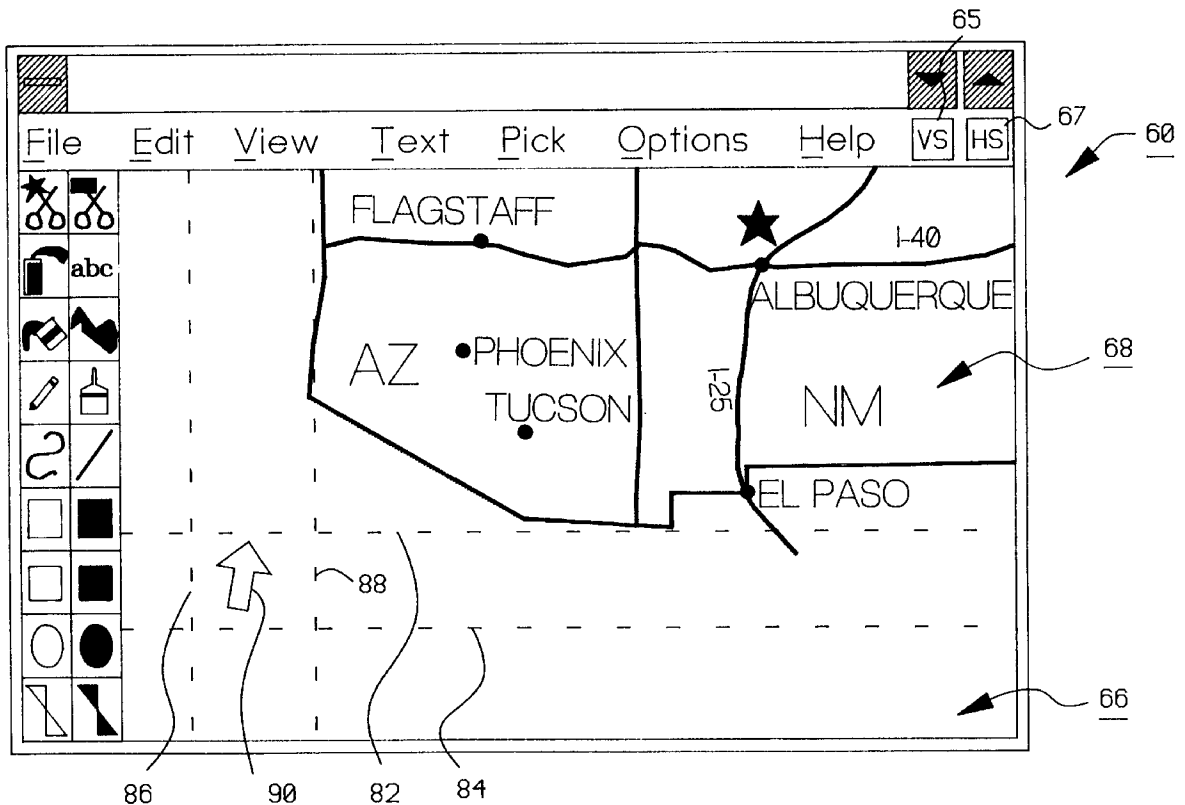 65
File Edit View Text Pick Options Help VS HS
67
60
abc
FLAGSTAFF
I-40
ALBUQUERQUE
AZ
PHOENIX
68
I-25
TUCSON
NM
EL PASO
88
66
86 90 82 84